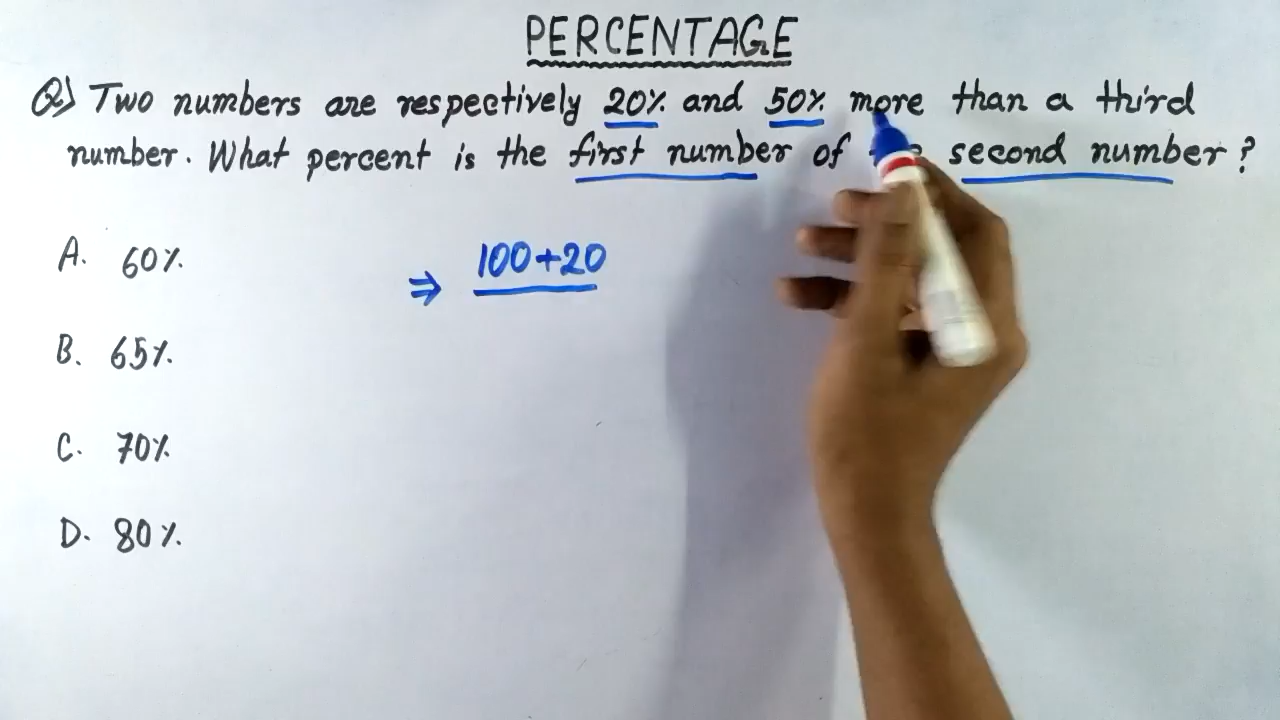 PERCENTAGE
Q) Two numbers are respectively 20% and 50% more than a third
number. What percent is the first number of second number?
A. 60%.
⇒ 100+20
B. 65%.
C. 70%.
D. 80%.